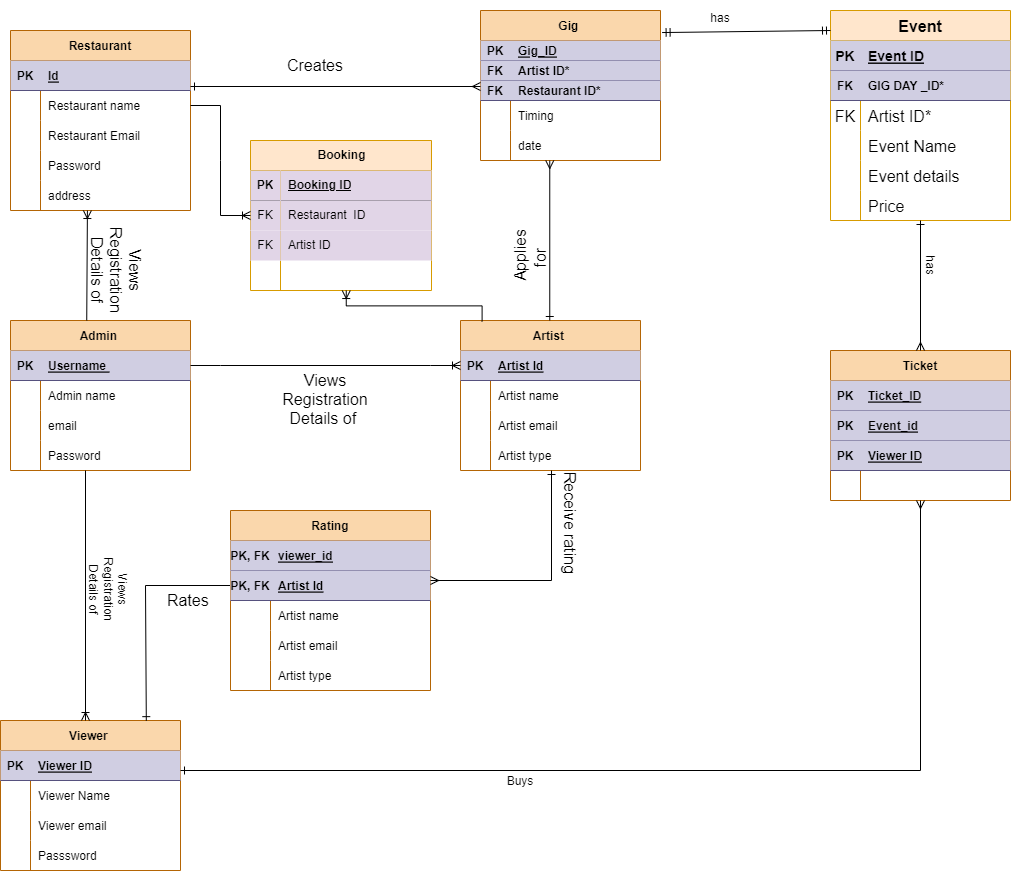 Restaurant
PK Id
Restaurant name
Restaurant Email
Password
address
Creates
Gig
PK Gig_ID
FK Artist ID*
FK Restaurant ID*
Timing
date
has
Event
PK Event ID
FK GIG DAY _ID*
FK Artist ID*
Event Name
Event details
Price
Booking
PK Booking ID
FK Restaurant  ID
FK Artist ID
Views
Registration
Details of
Applies
for
has
Admin
PK Username
Admin name
email
Password
Views
Registration
Details of
Artist
PK Artist Id
Artist name
Artist email
Artist type
Ticket
PK Ticket_ID
PK Event_id
PK Viewer ID
Receive rating
Rating
PK, FK viewer_id
PK, FK Artist Id
Artist name
Artist email
Artist type
Rates
Views
Registration
Details of
Viewer
PK Viewer ID
Viewer Name
Viewer email
Passsword
Buys